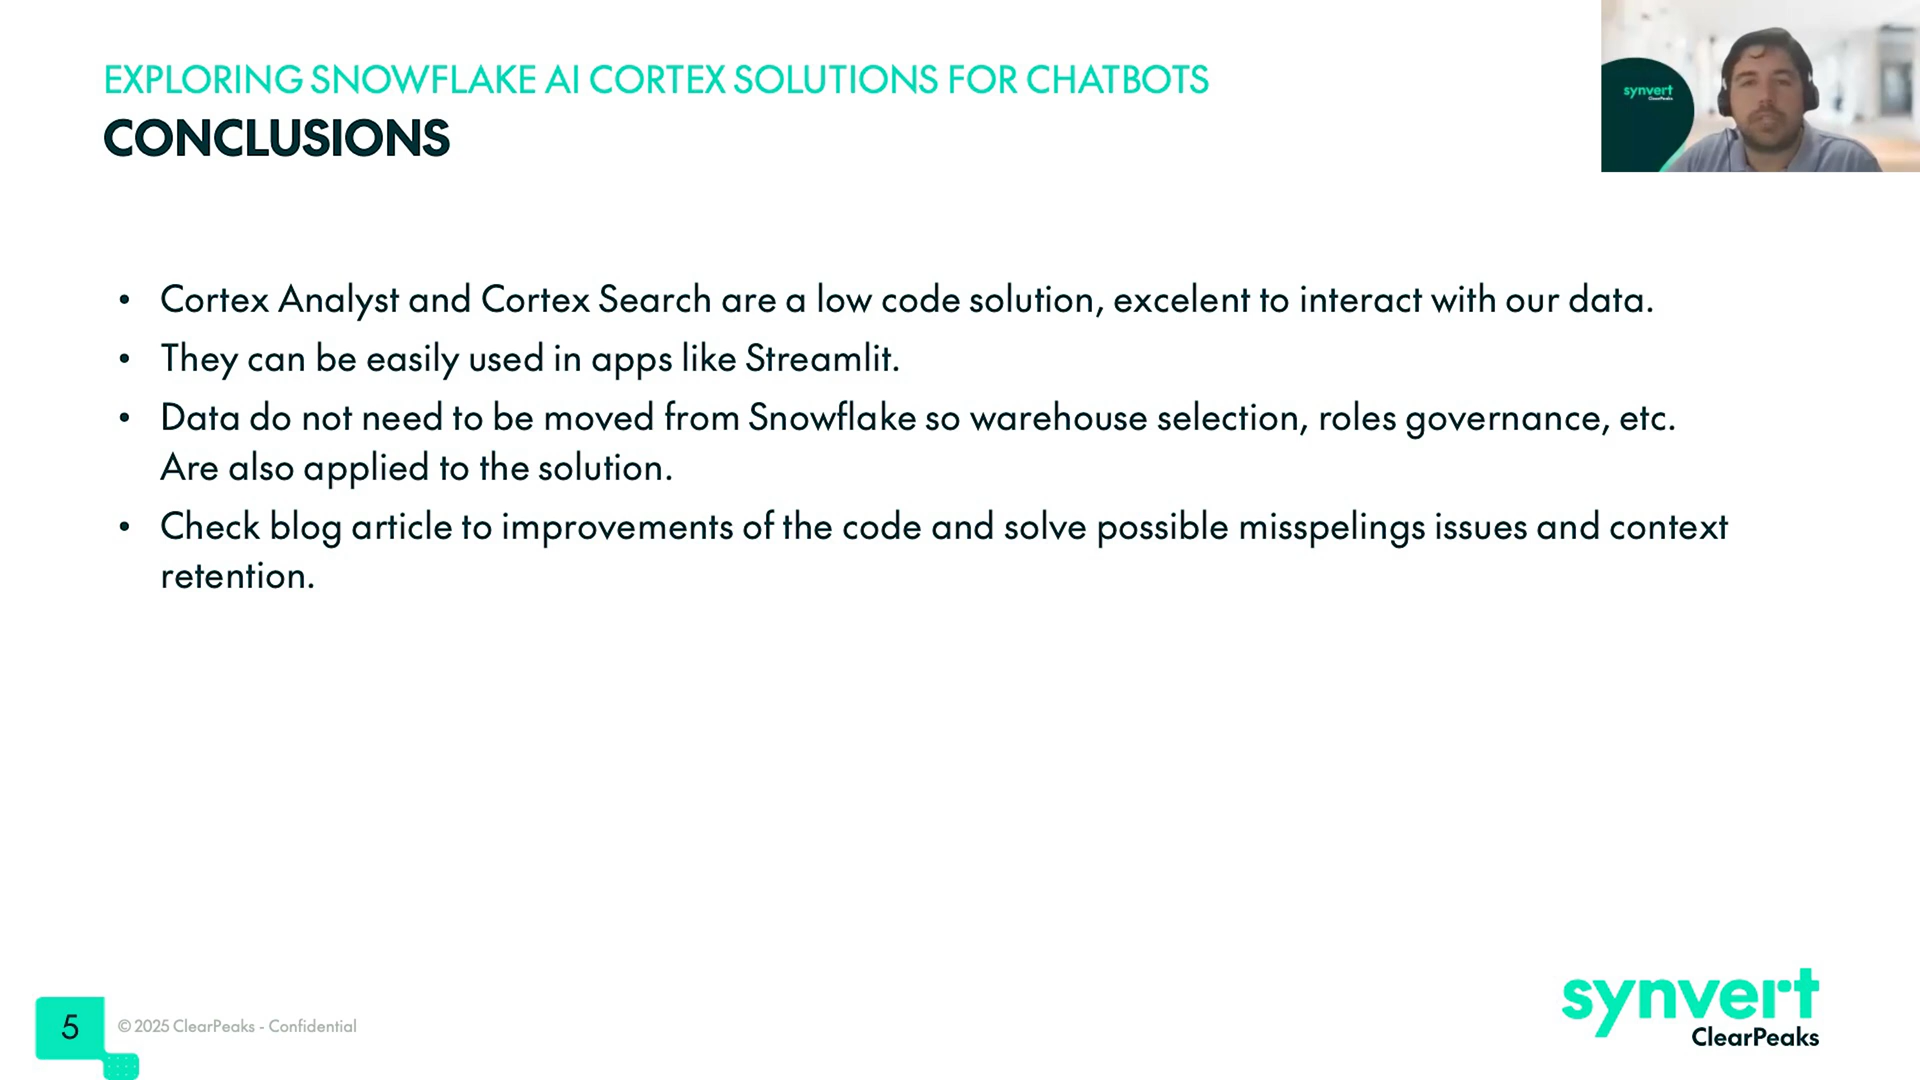 EXPLORING SNOWFLAKE AI CORTEX SOLUTIONS FOR CHATBOTS
CONCLUSIONS
synvert
ClearPeaks
• Cortex Analyst and Cortex Search are a low code solution, excelent to interact with our data.
• They can be easily used in apps like Streamlit.
• Data do not need to be moved from Snowflake so warehouse selection, roles governance, etc.
Are also applied to the solution.
• Check blog article to improvements of the code and solve possible misspelings issues and context
retention.
5
© 2025 ClearPeaks - Confidential
synvert
ClearPeaks